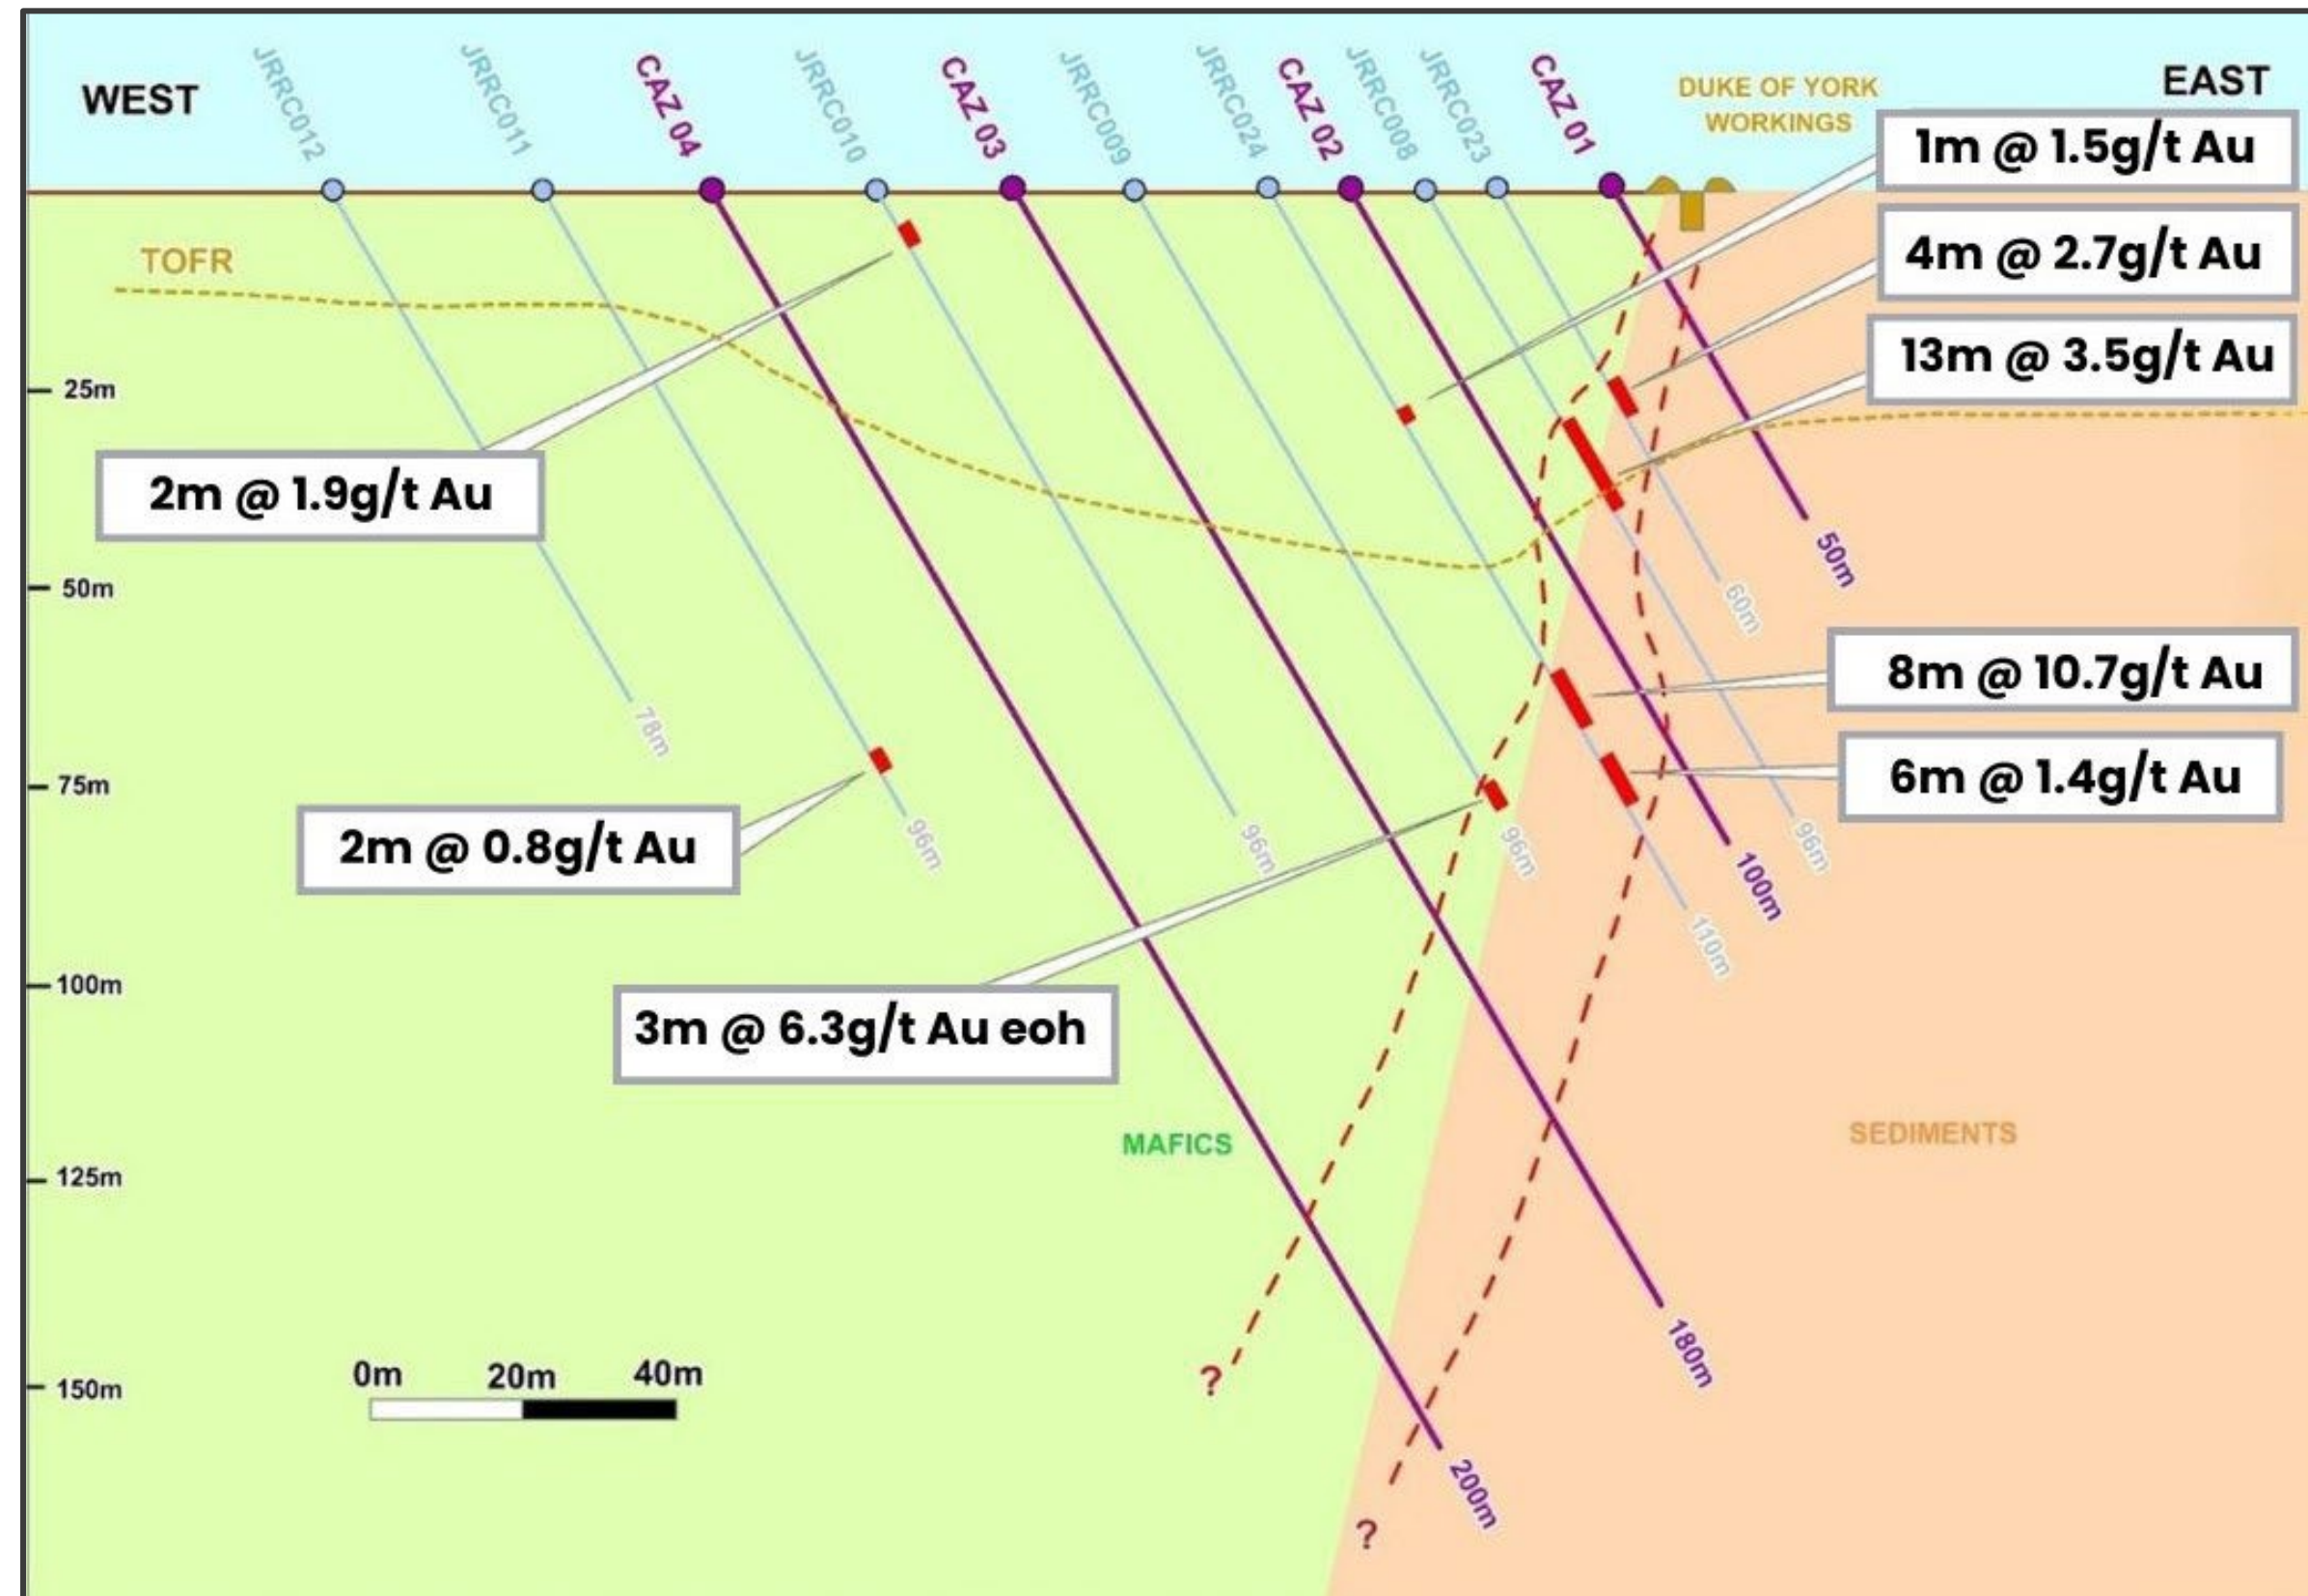 WEST
JRRC012
JRRC011
CAZ 04
JRRC010
CAZ 03
JRRC009
JRRC024
CAZ 02
JRRC008
JRRC023
CAZ 01
DUKE OF YORK
WORKINGS
EAST
1m @ 1.5g/t Au
4m @ 2.7g/t Au
13m @ 3.5g/t Au
TOFR
25m
2m @ 1.9g/t Au
50m
50m
60m
8m @ 10.7g/t Au
78m
75m
6m @ 1.4g/t Au
2m @ 0.8g/t Au
96m
96m
96m
96m
100m
110m
100m
3m @ 6.3g/t Au eoh
MAFICS
SEDIMENTS
125m
150m
0m 20m 40m
?
180m
200m
?